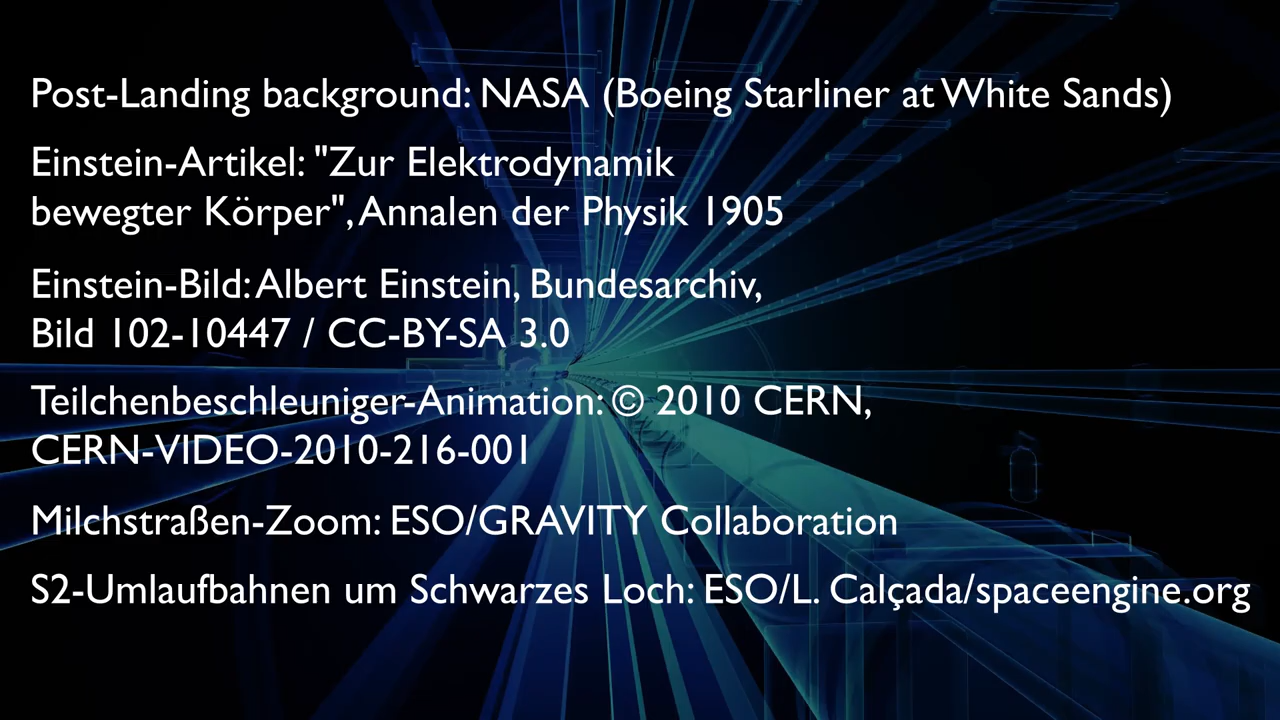 Post-Landing background: NASA (Boeing Starliner at White Sands)
Einstein-Artikel: "Zur Elektrodynamik
bewegter Körper", Annalen der Physik 1905
Einstein-Bild: Albert Einstein, Bundesarchiv,
Bild 102-10447 / CC-BY-SA 3.0
Teilchenbeschleuniger-Animation: © 2010 CERN,
CERN-VIDEO-2010-216-001
Milchstraßen-Zoom: ESO/GRAVITY Collaboration
S2-Umlaufbahnen um Schwarzes Loch: ESO/L. Calçada/spaceengine.org